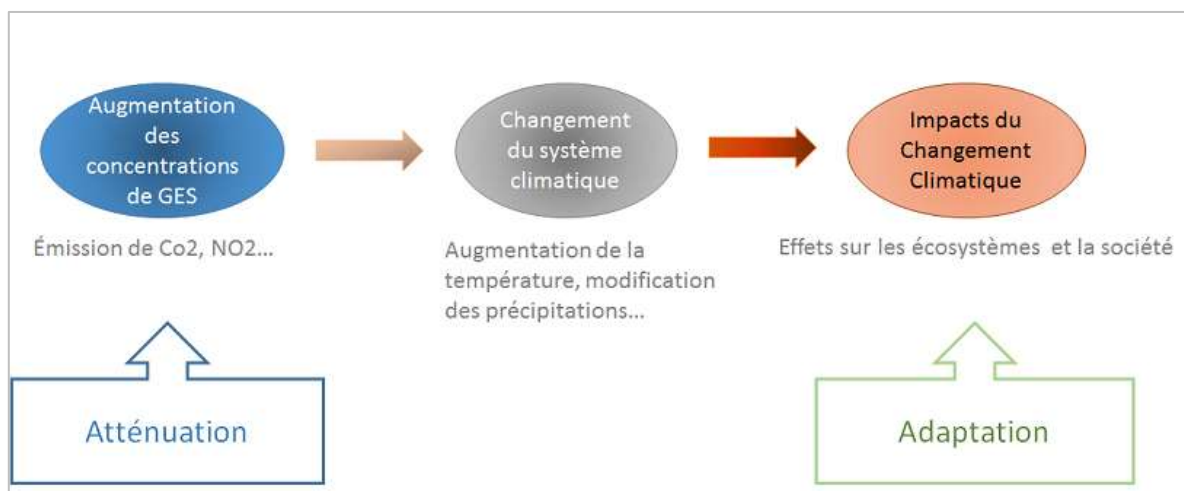 Augmentation
des
concentrations
de GES
Changement
du système
climatique
Impacts du
Changement
Climatique
Émission de Co2, NO2...
Augmentation de la
température, modification
des précipitations...
Effets sur les écosystèmes et la société
Atténuation
Adaptation